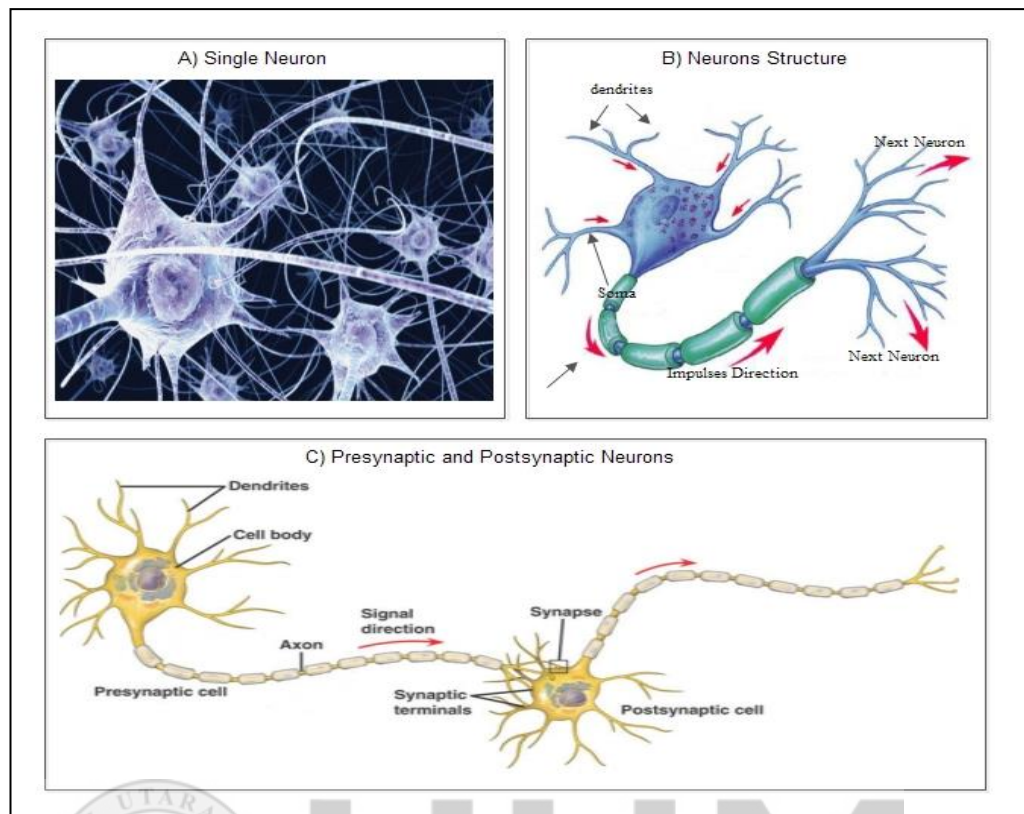 A) Single Neuron
B) Neurons Structure
dendrites
Next Neuron
Soma
Impulses Direction
Next Neuron
C) Presynaptic and Postsynaptic Neurons
Dendrites
Cell body
Signal
direction
Synapse
Axon
Presynaptic cell
Synaptic
terminals
Postsynaptic cell
UTARA